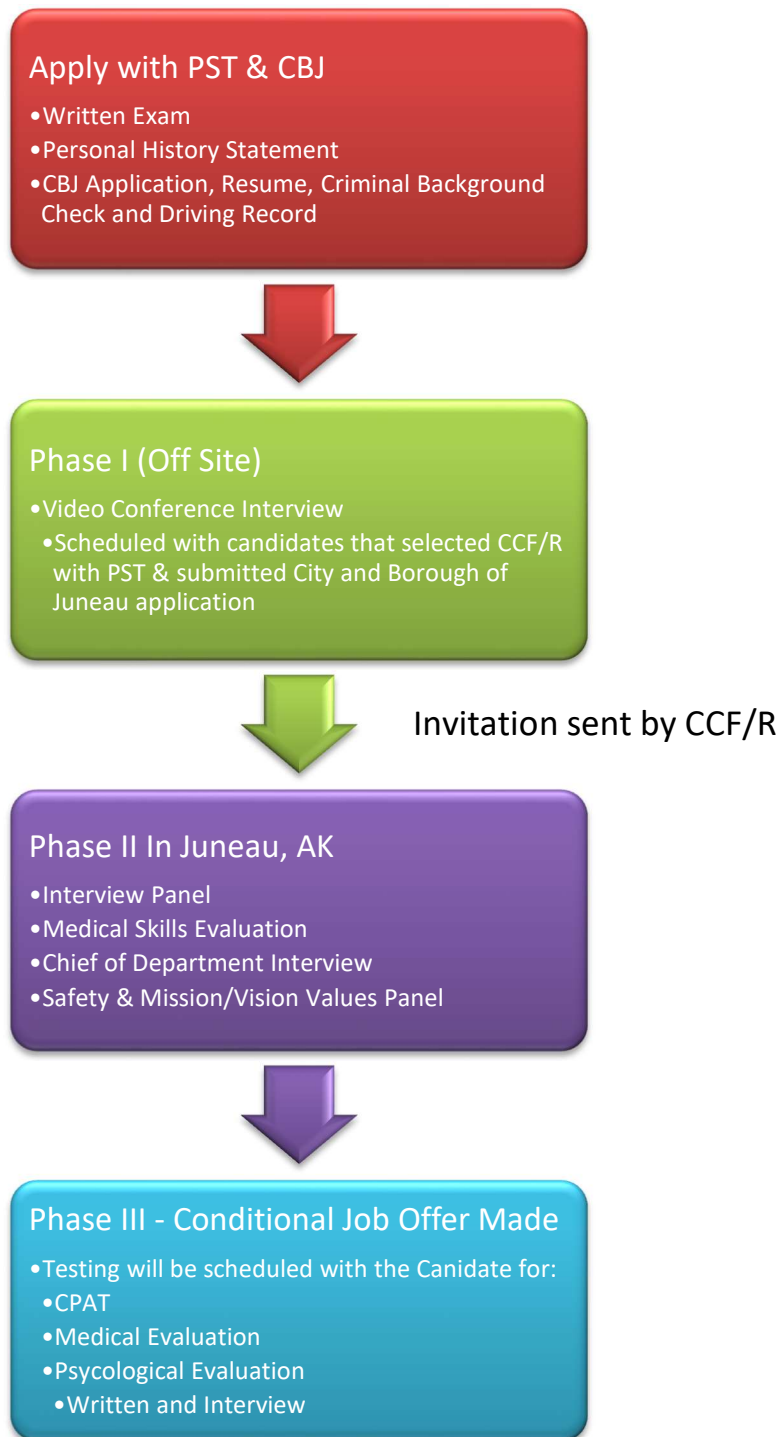 Apply with PST & CBJ
•Written Exam
•Personal History Statement
•CBJ Application, Resume, Criminal Background
Check and Driving Record
Phase I (Off Site)
•Video Conference Interview
•Scheduled with candidates that selected CCF/R
with PST & submitted City and Borough of
Juneau application
Invitation sent by CCF/R
Phase II In Juneau, AK
•Interview Panel
•Medical Skills Evaluation
•Chief of Department Interview
•Safety & Mission/Vision Values Panel
Phase III - Conditional Job Offer Made
•Testing will be scheduled with the Canidate for:
•CPAT
•Medical Evaluation
•Psycological Evaluation
•Written and Interview